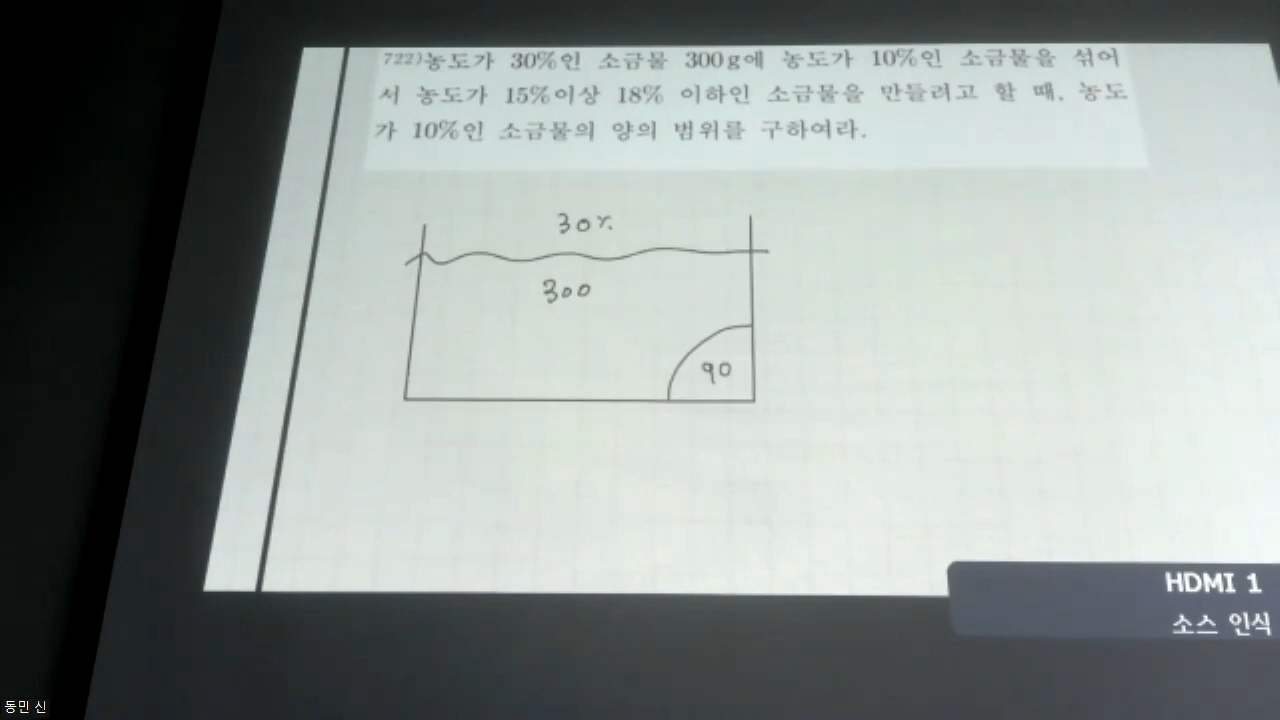 722)농도가 30%인 소금물 300g에 농도가 10%인 소금물을 섞어
서 농도가 15%이상 18% 이하인 소금물을 만들려고 할 때, 농도
가 10%인 소금물의 양의 범위를 구하여라.
30%
300
90
HDMI 1
소스 인식
동민 신